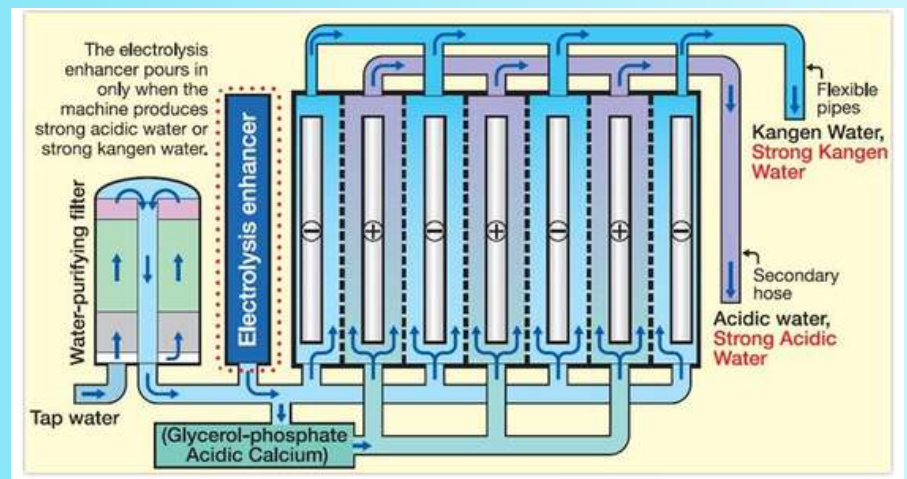 The electrolysis
enhancer pours in
only when the
machine produces
strong acidic water or
strong kangen water.
Water-purifying filter
Electrolysis enhancer
Tap water
(Glycerol-phosphate
Acidic Calcium)
−
+
−
+
−
+
−
Flexible
pipes
Kangen Water,
Strong Kangen
Water
Secondary
hose
Acidic water,
Strong Acidic
Water